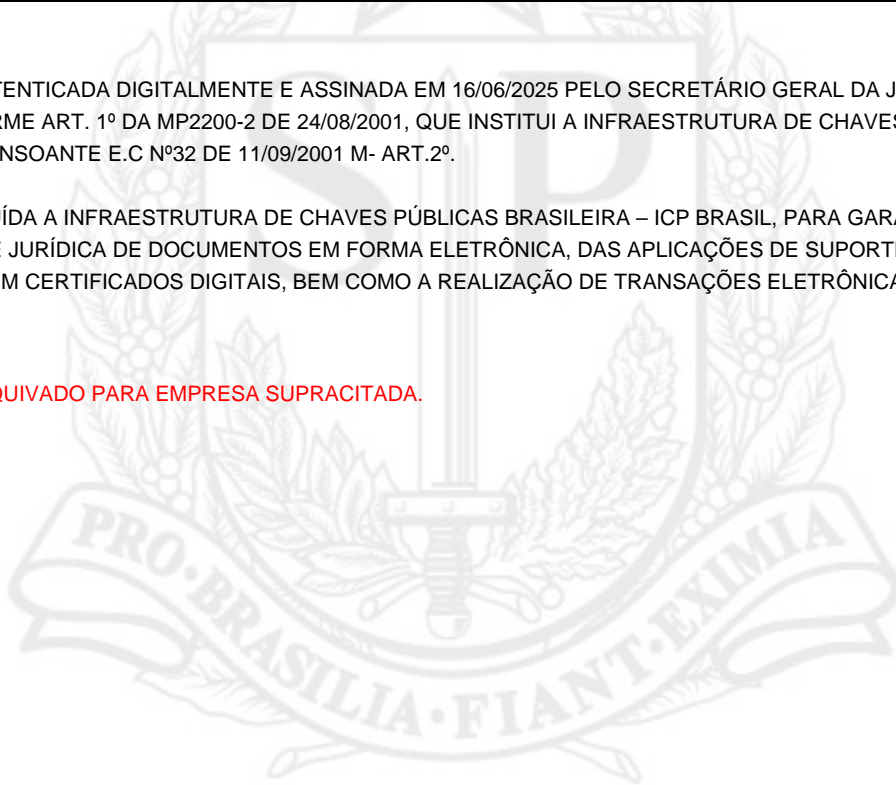 TENTICADA DIGITALMENTE E ASSINADA EM 16/06/2025 PELO SECRETÁRIO GERAL DA J
RME ART. 1º DA MP2200-2 DE 24/08/2001, QUE INSTITUI A INFRAESTRUTURA DE CHAVES
NSOANTE E.C Nº32 DE 11/09/2001 M- ART.2º.
ÍDA A INFRAESTRUTURA DE CHAVES PÚBLICAS BRASILEIRA – ICP BRASIL, PARA GARA
E JURÍDICA DE DOCUMENTOS EM FORMA ELETRÔNICA, DAS APLICAÇÕES DE SUPORTE
M CERTIFICADOS DIGITAIS, BEM COMO A REALIZAÇÃO DE TRANSAÇÕES ELETRÔNICA
QUIVADO PARA EMPRESA SUPRACITADA.
SP
PRO·BRASILIA·FIANT·EXIMIA